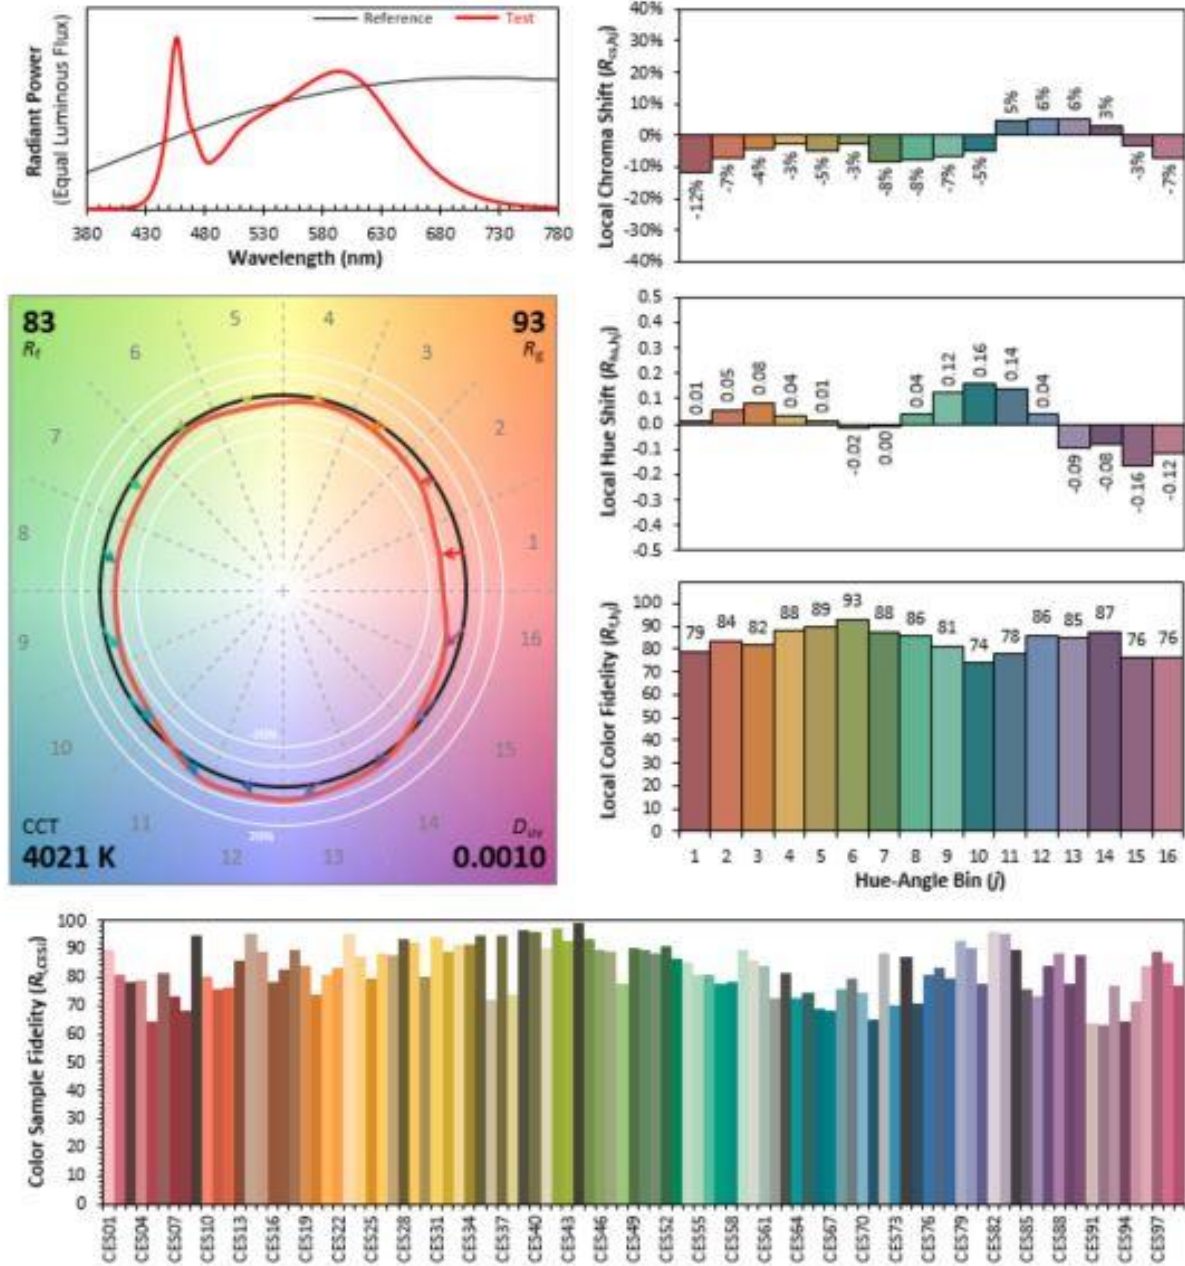 Reference Test
Radiant Power
(Equal Luminous Flux)
380 430 480 530 580 630 680 730 780
Wavelength (nm)
Local Chroma Shift (Rcs,hj)
40%
30%
20%
10%
0%
-10%
-20%
-30%
-40%
-12% -7% -4% -3% -5% -3% -8% -8% -7% -5% 5% 6% 6% 3% -3% -7%
83
Rf
93
Rg
5 4
6 3
7 2
8 1
9 16
10 15
11 14
12 13
-20%
20%
CCT
4021 K
Duv
0.0010
Local Hue Shift (Rhs,hj)
0.5
0.4
0.3
0.2
0.1
0.0
-0.1
-0.2
-0.3
-0.4
-0.5
0.01 0.05 0.08 0.04 0.01 -0.02 0.00 0.04 0.12 0.16 0.14 0.04 -0.09 -0.08 -0.16 -0.12
Local Color Fidelity (Rf,hj)
100
90
80
70
60
50
40
30
20
10
0
79 84 82 88 89 93 88 86 81 74 78 86 85 87 76 76
1 2 3 4 5 6 7 8 9 10 11 12 13 14 15 16
Hue-Angle Bin (j)
Color Sample Fidelity (Rf,CESi)
100
90
80
70
60
50
40
30
20
10
0
CES01 CES04 CES07 CES10 CES13 CES16 CES19 CES22 CES25 CES28 CES31 CES34 CES37 CES40 CES43 CES46 CES49 CES52 CES55 CES58 CES61 CES64 CES67 CES70 CES73 CES76 CES79 CES82 CES85 CES88 CES91 CES94 CES97